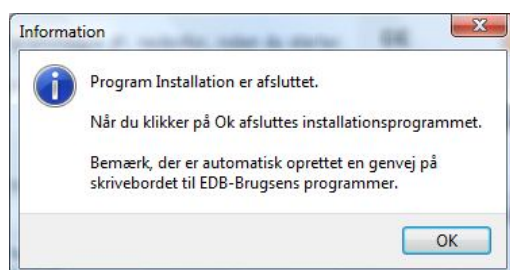 Information
Program Installation er afsluttet.
Når du klikker på Ok afsluttes installationsprogrammet.
Bemærk, der er automatisk oprettet en genvej på
skrivebordet til EDB-Brugsens programmer.
OK